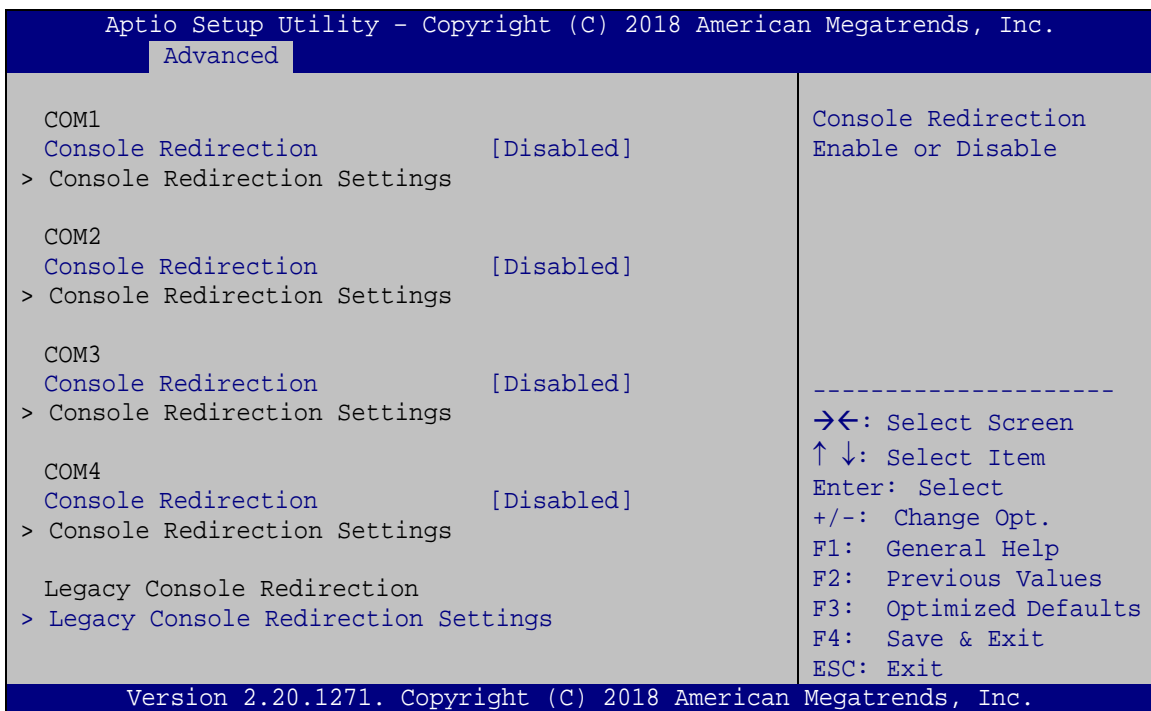 Aptio Setup Utility – Copyright (C) 2018 American Megatrends, Inc.
Advanced
COM1
Console Redirection [Disabled]
> Console Redirection Settings
COM2
Console Redirection [Disabled]
> Console Redirection Settings
COM3
Console Redirection [Disabled]
> Console Redirection Settings
COM4
Console Redirection [Disabled]
> Console Redirection Settings
Legacy Console Redirection
> Legacy Console Redirection Settings
Console Redirection
Enable or Disable
---------------------
→←: Select Screen
↑ ↓: Select Item
Enter: Select
+/-: Change Opt.
F1: General Help
F2: Previous Values
F3: Optimized Defaults
F4: Save & Exit
ESC: Exit
Version 2.20.1271. Copyright (C) 2018 American Megatrends, Inc.